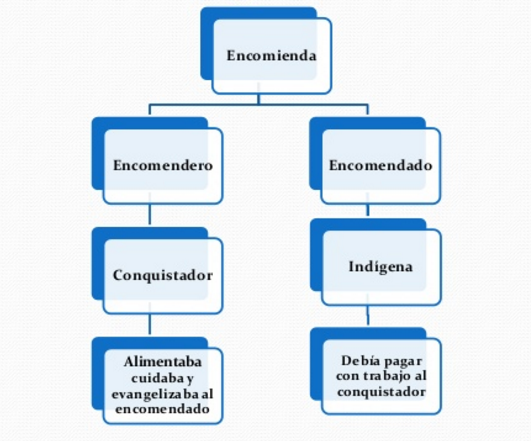 Encomienda
Encomendero
Encomendado
Conquistador
Indígena
Alimentaba
cuidaba y
evangelizaba al
encomendado
Debía pagar
con trabajo al
conquistador